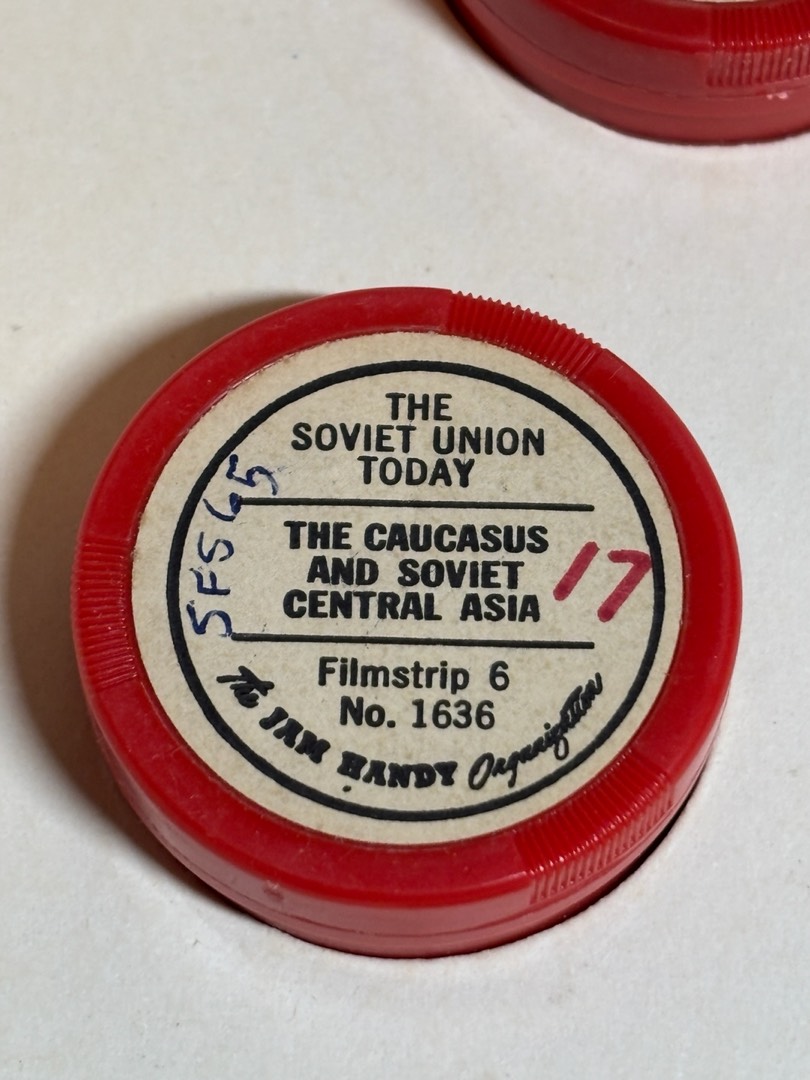 THE
SOVIET UNION
TODAY
THE CAUCASUS
AND SOVIET
CENTRAL ASIA
Filmstrip 6
No. 1636
The JAM HANDY Organization
5FS65
17